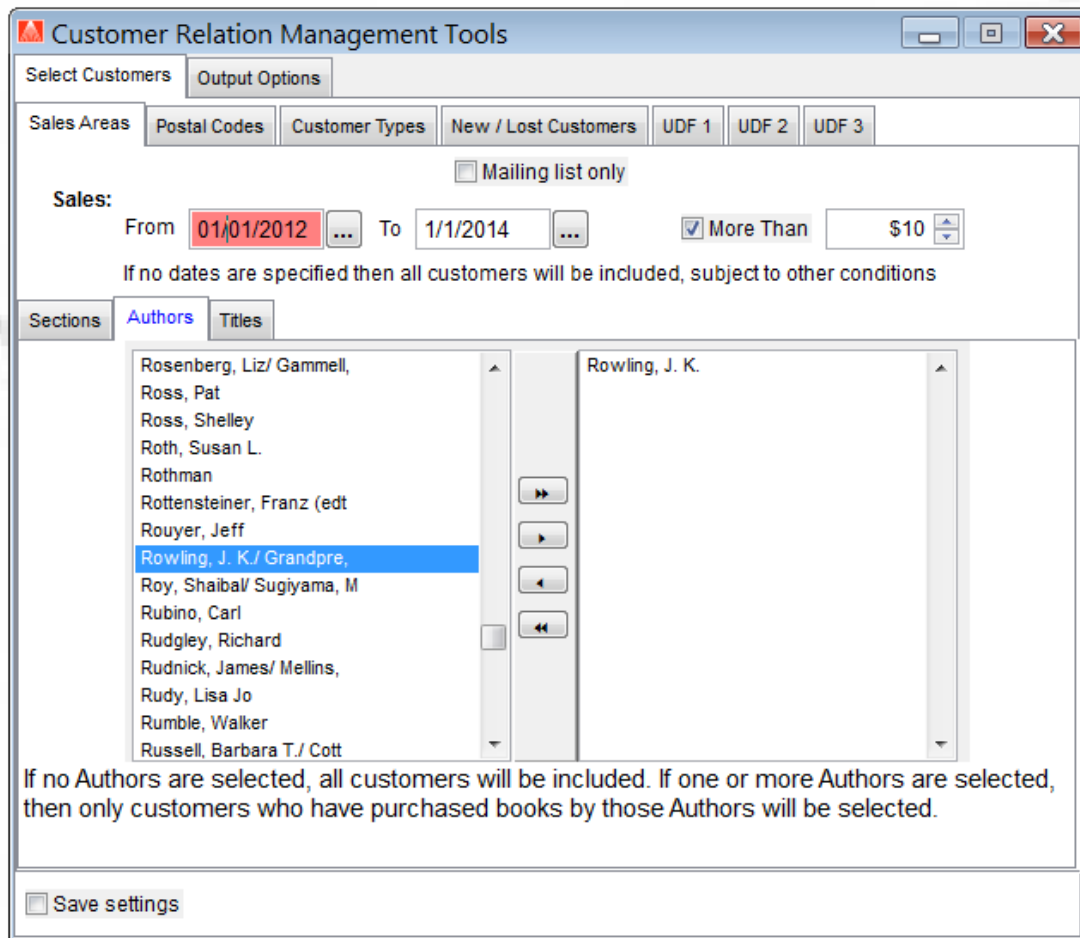 Customer Relation Management Tools
Select Customers Output Options
Sales Areas Postal Codes Customer Types New / Lost Customers UDF 1 UDF 2 UDF 3
Mailing list only
Sales:
From 01/01/2012 ... To 1/1/2014 ... More Than $10
If no dates are specified then all customers will be included, subject to other conditions
Sections Authors Titles
Rosenberg, Liz/ Gammell,
Ross, Pat
Ross, Shelley
Roth, Susan L.
Rothman
Rottensteiner, Franz (edt
Rouyer, Jeff
Rowling, J. K./ Grandpre,
Roy, Shaibal/ Sugiyama, M
Rubino, Carl
Rudgley, Richard
Rudnick, James/ Mellins,
Rudy, Lisa Jo
Rumble, Walker
Russell, Barbara T./ Cott
Rowling, J. K.
If no Authors are selected, all customers will be included. If one or more Authors are selected,
then only customers who have purchased books by those Authors will be selected.
Save settings